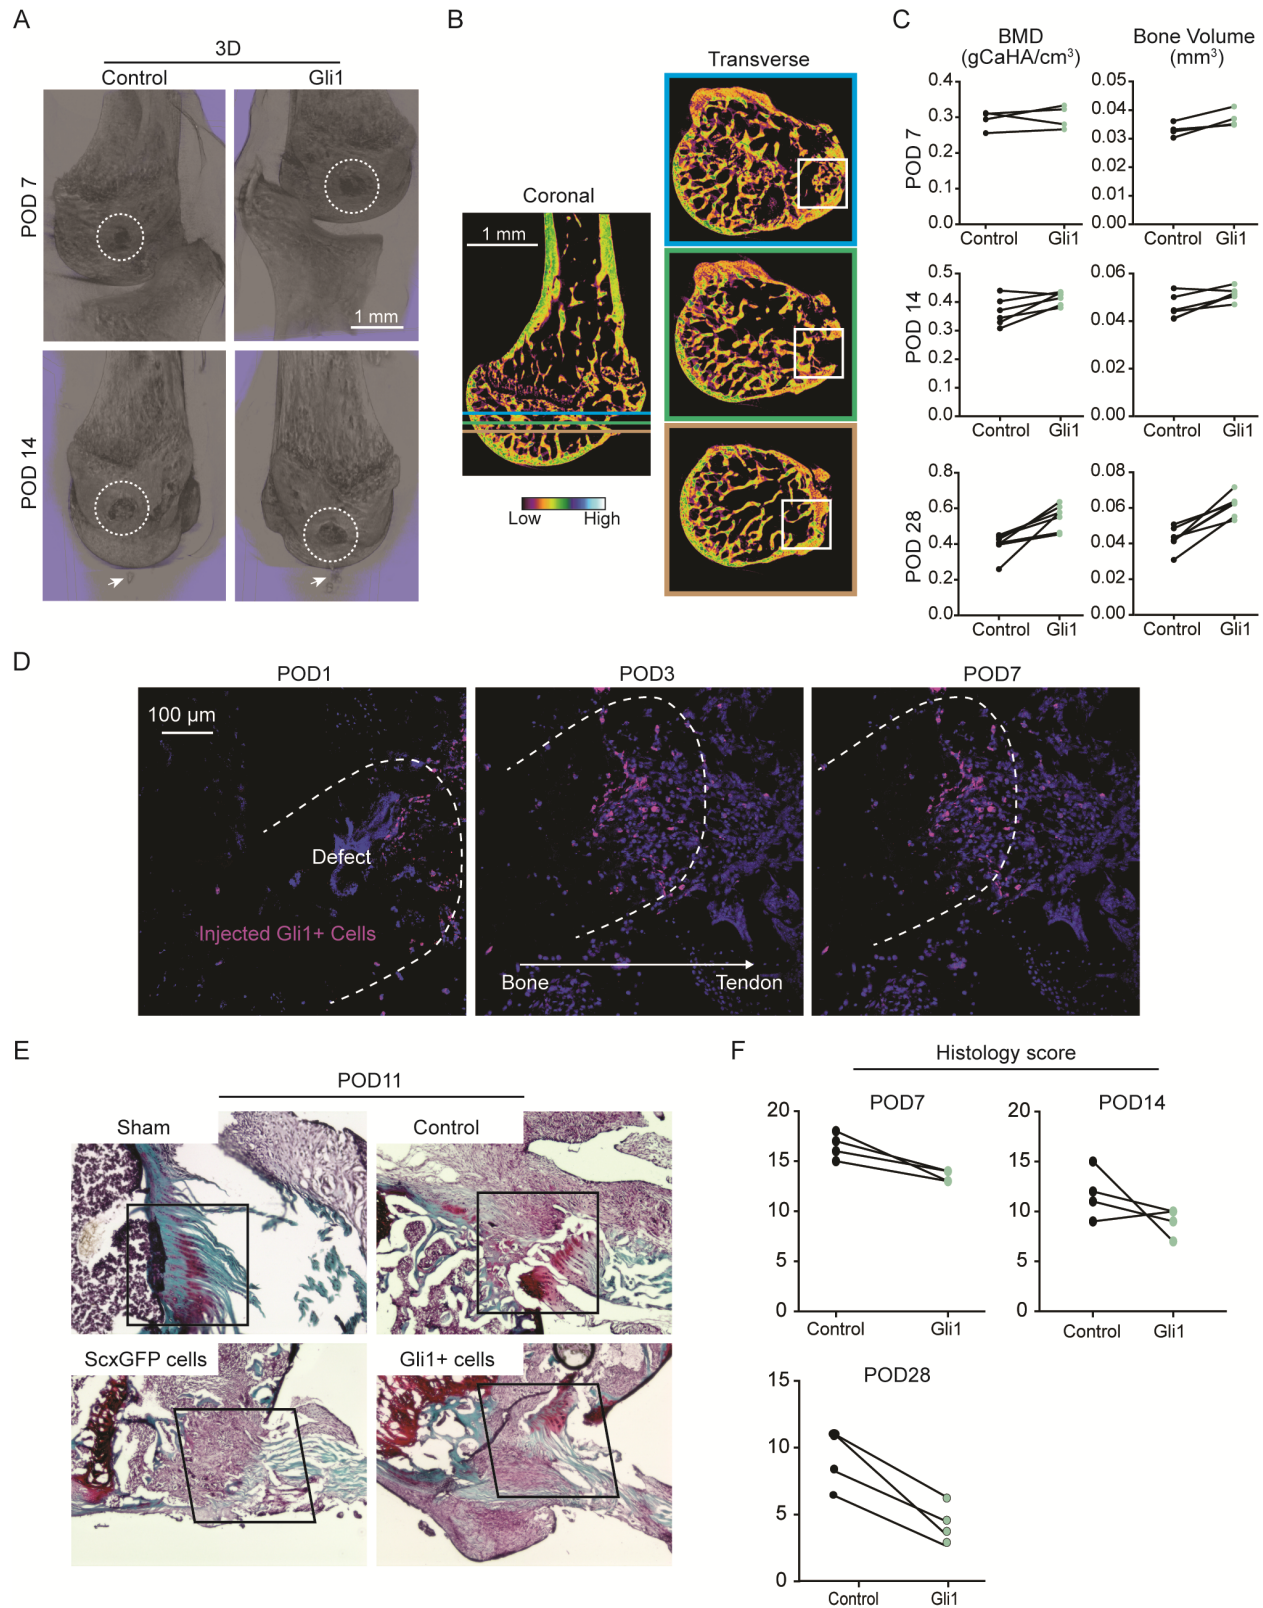 A
3D
Control
Gli1
POD 7
1 mm
POD 14
B
Transverse
Coronal
1 mm
Low
High
C
BMD
(gCaHA/cm³)
Bone Volume
(mm³)
POD 7
0.4
0.3
0.2
0.1
0.0
Control
Gli1
0.05
0.04
0.03
0.02
0.01
0.00
Control
Gli1
POD 14
0.5
0.4
0.3
0.2
0.1
0.0
Control
Gli1
0.06
0.04
0.02
0.00
Control
Gli1
POD 28
0.8
0.6
0.4
0.2
0.0
Control
Gli1
0.08
0.06
0.04
0.02
0.00
Control
Gli1
D
POD1
POD3
POD7
100 µm
Defect
Injected Gli1+ Cells
Bone
Tendon
E
POD11
Sham
Control
ScxGFP cells
Gli1+ cells
F
Histology score
POD7
20
15
10
5
0
Control
Gli1
POD14
20
15
10
5
0
Control
Gli1
POD28
15
10
5
0
Control
Gli1